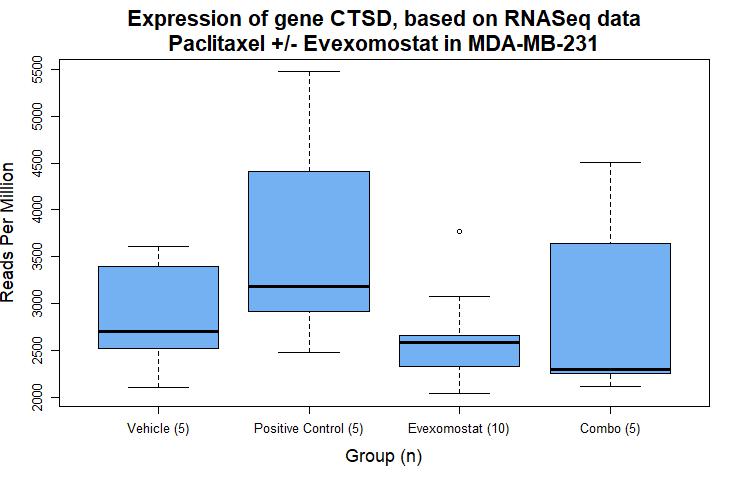 Expression of gene CTSD, based on RNASeq data
Paclitaxel +/- Evexomostat in MDA-MB-231
Reads Per Million
5500
5000
4500
4000
3500
3000
2500
2000
Vehicle (5) Positive Control (5) Evexomostat (10) Combo (5)
Group (n)